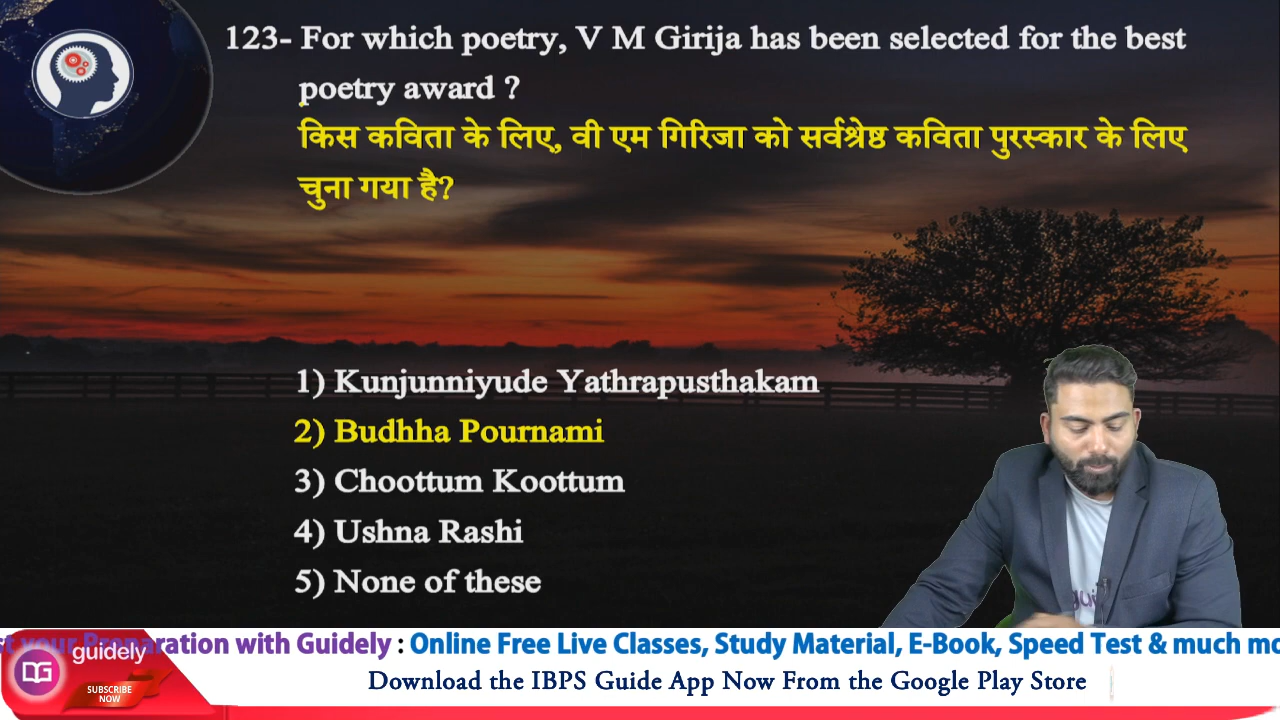 123- For which poetry, V M Girija has been selected for the best
poetry award ?
किस कविता के लिए, वी एम गिरिजा को सर्वश्रेष्ठ कविता पुरस्कार के लिए
चुना गया है?
1) Kunjunniyude Yathrapusthakam
2) Budhha Pournami
3) Choottum Koottum
4) Ushna Rashi
5) None of these
your Preparation with Guidely : Online Free Live Classes, Study Material, E-Book, Speed Test & much
guidely
SUBSCRIBE
NOW
Download the IBPS Guide App Now From the Google Play Store